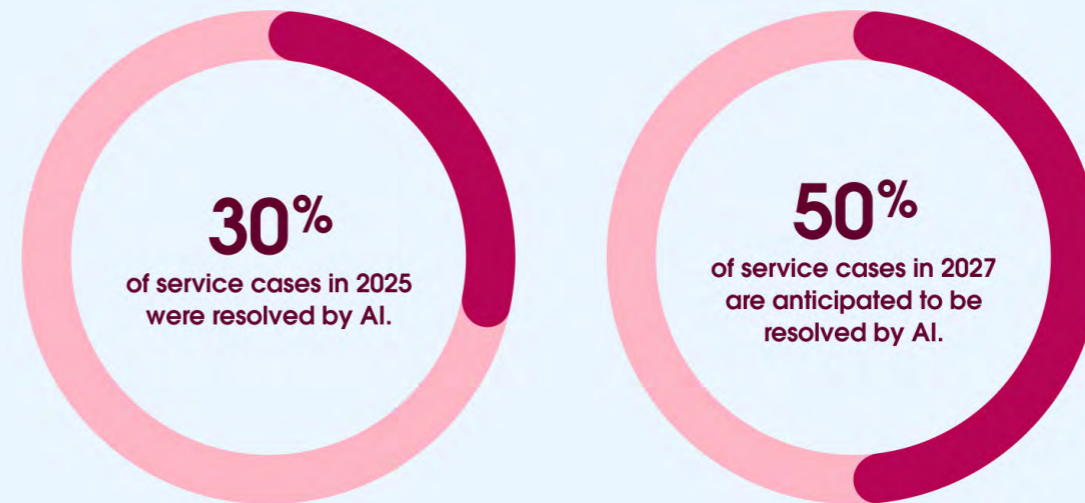 30%
of service cases in 2025
were resolved by AI.
50%
of service cases in 2027
are anticipated to be
resolved by AI.